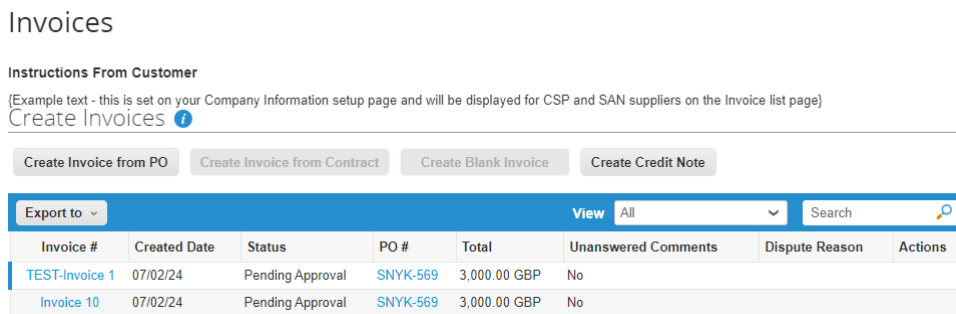 Invoices
Instructions From Customer
{Example text - this is set on your Company Information setup page and will be displayed for CSP and SAN suppliers on the Invoice list page}
Create Invoices i
Create Invoice from PO Create Invoice from Contract Create Blank Invoice Create Credit Note
Export to View All Search
Invoice # Created Date Status PO # Total Unanswered Comments Dispute Reason Actions
TEST-Invoice 1 07/02/24 Pending Approval SNYK-569 3,000.00 GBP No
Invoice 10 07/02/24 Pending Approval SNYK-569 3,000.00 GBP No